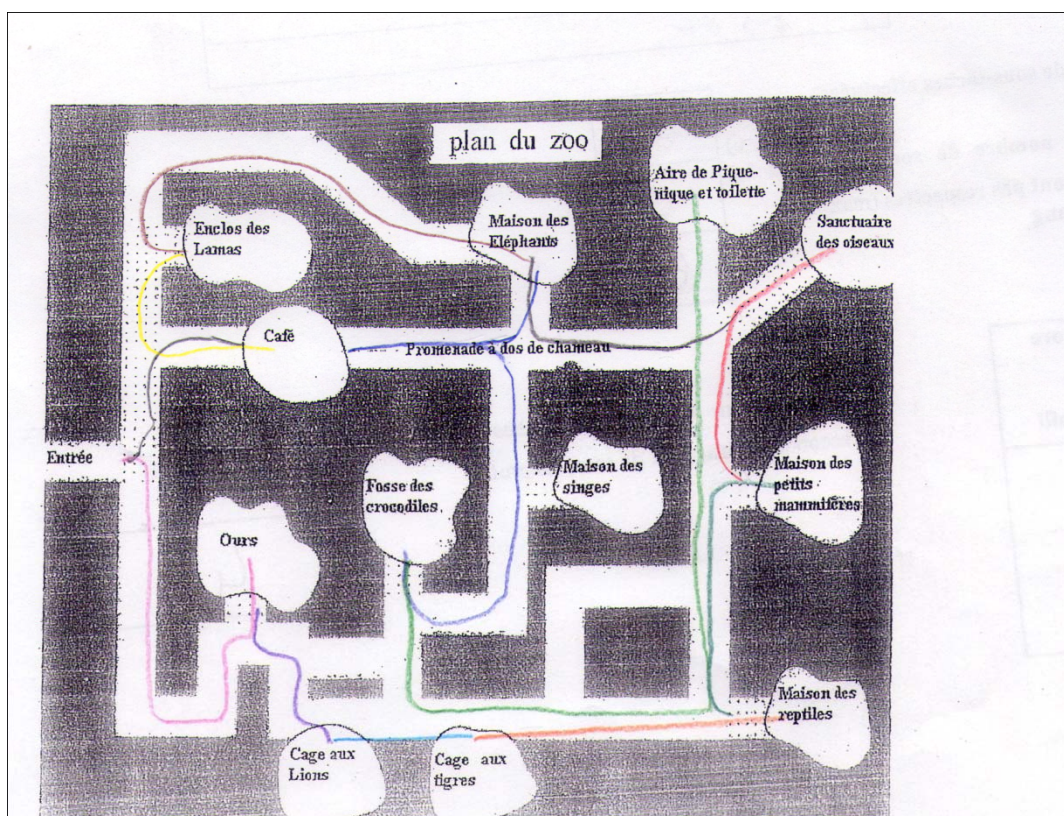 plan du zoo
Aire de Pique-
nique et toilette
Sanctuaire
des oiseaux
Maison des
Eléphants
Enclos des
Lamas
Café
Promenade à dos de chameau
Entrée
Maison des
singes
Maison des
petits
mammifères
Fosse des
crocodiles
Ours
Maison des
reptiles
Cage aux
Lions
Cage aux
tigres